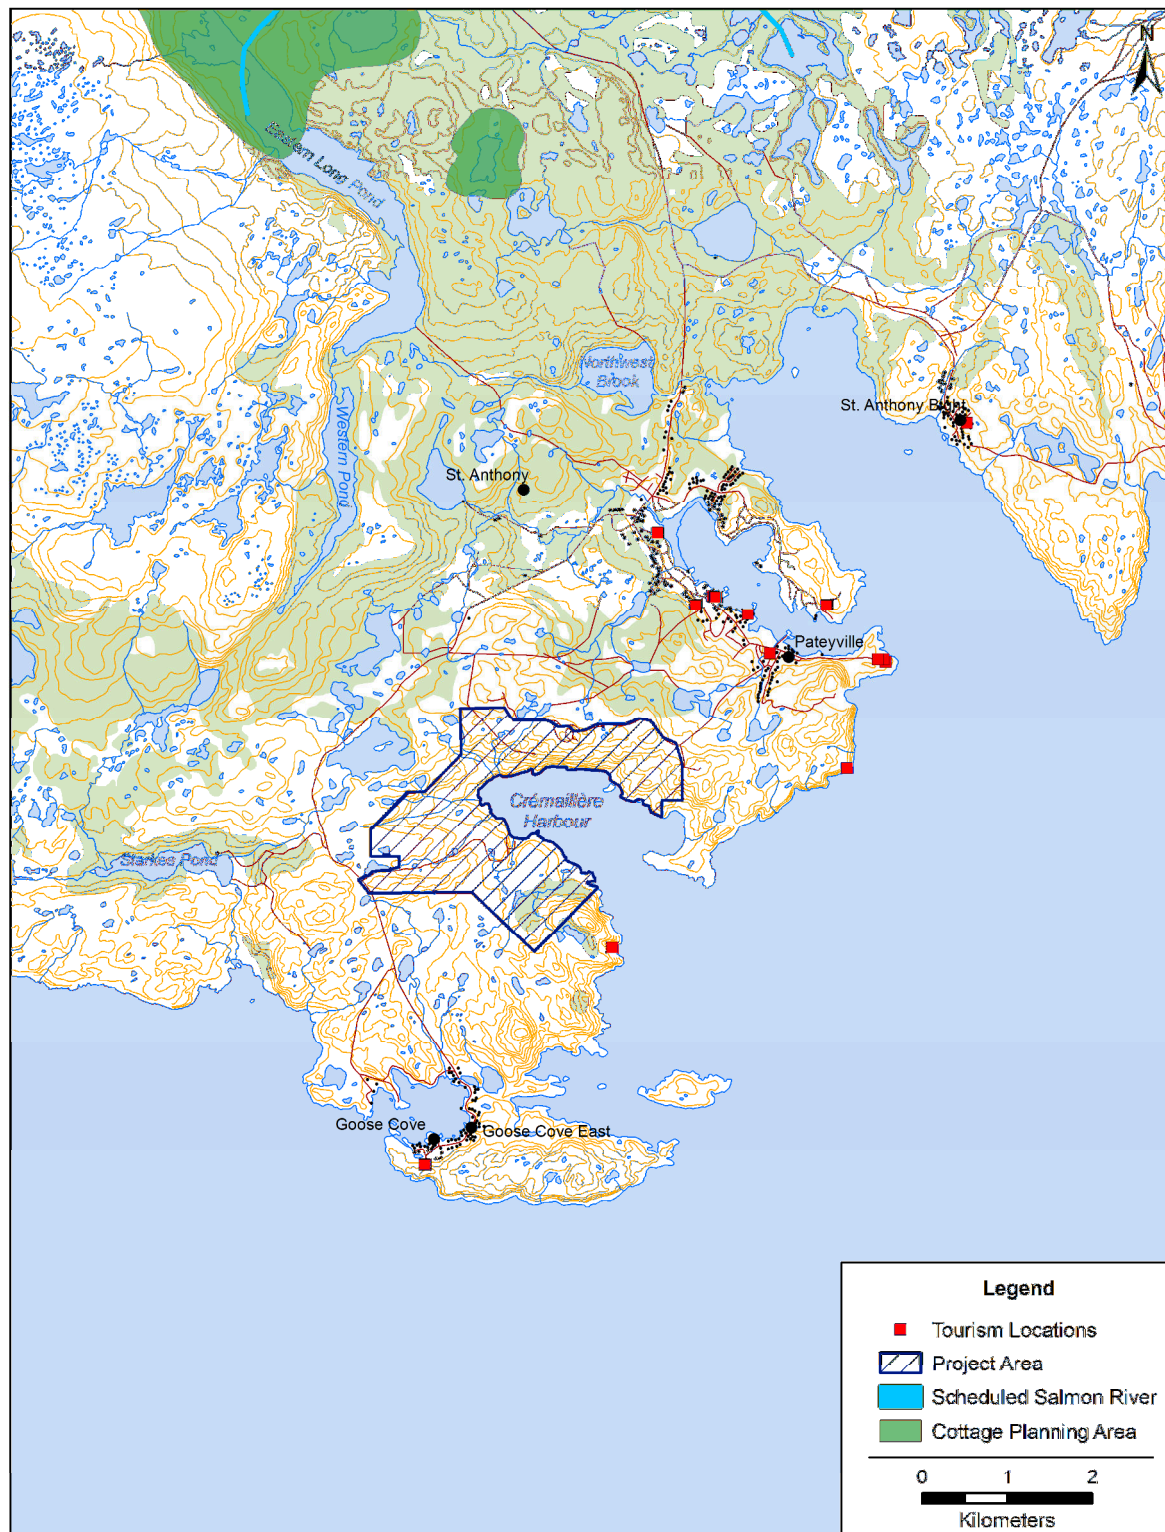 N
Eastern Long Pond
Northwest
Brook
St. Anthony Bight
Western Pond
St. Anthony
Pateyville
Crémaillère
Harbour
Starkes Pond
Goose Cove
Goose Cove East
Legend
Tourism Locations
Project Area
Scheduled Salmon River
Cottage Planning Area
0 1 2
Kilometers